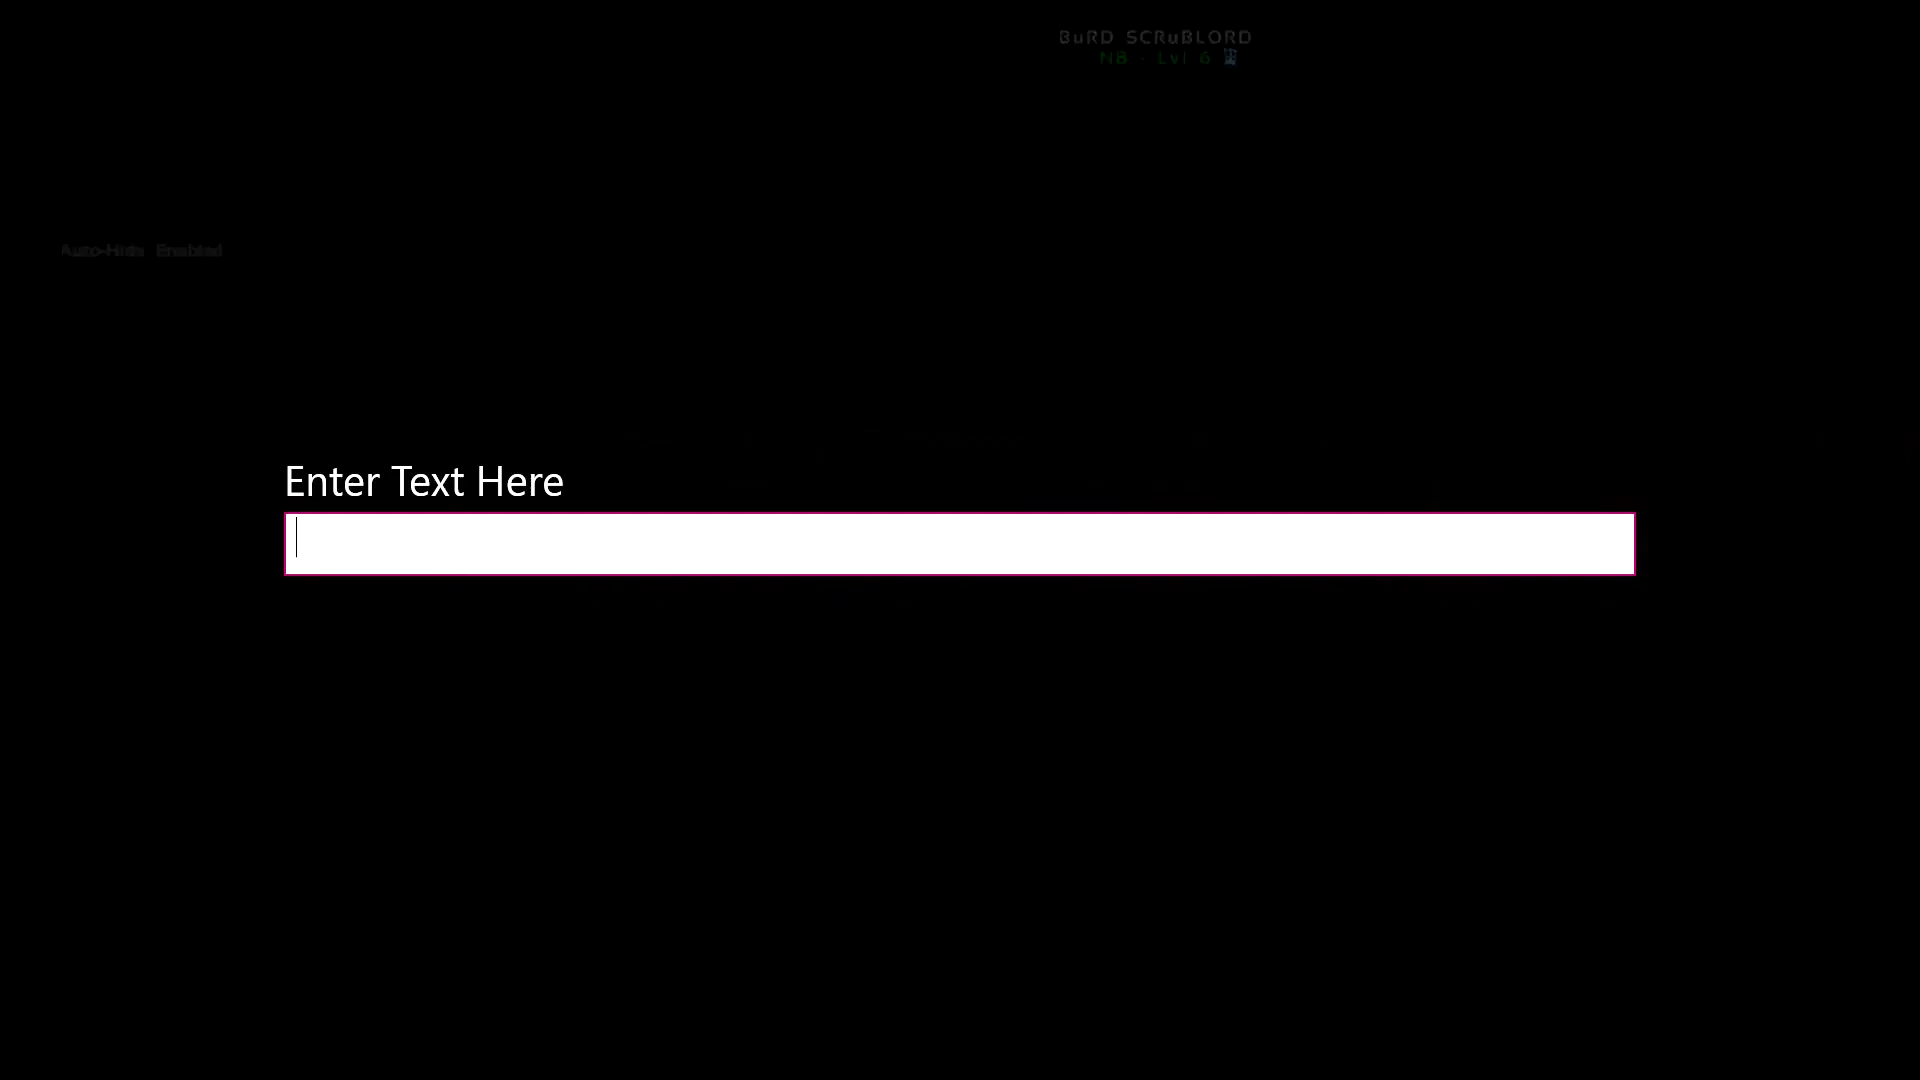 BuRD SCRuBLORD
N8 · Lvl 6
Auto-Hints Enabled
Enter Text Here